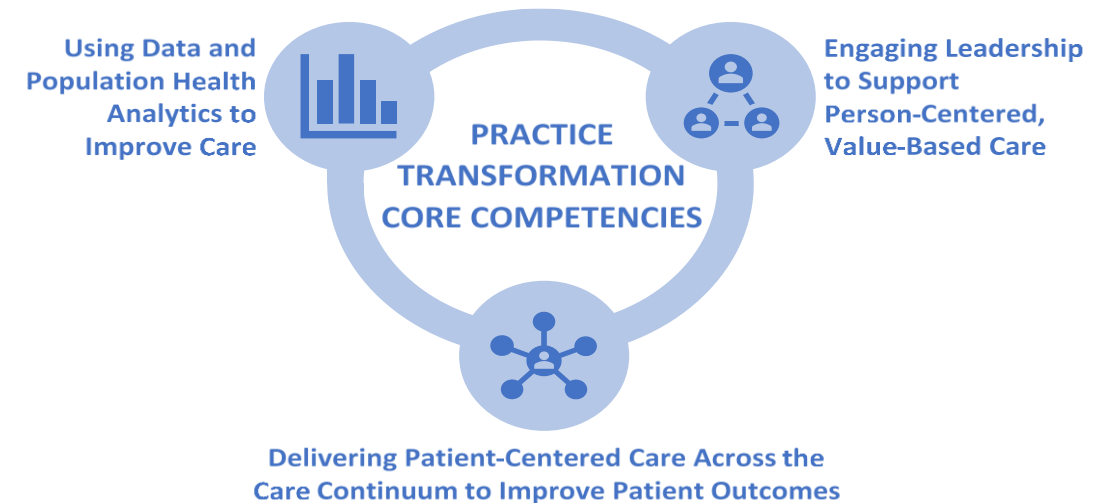 Using Data and
Population Health
Analytics to
Improve Care
Engaging Leadership
to Support
Person-Centered,
Value-Based Care
PRACTICE
TRANSFORMATION
CORE COMPETENCIES
Delivering Patient-Centered Care Across the
Care Continuum to Improve Patient Outcomes